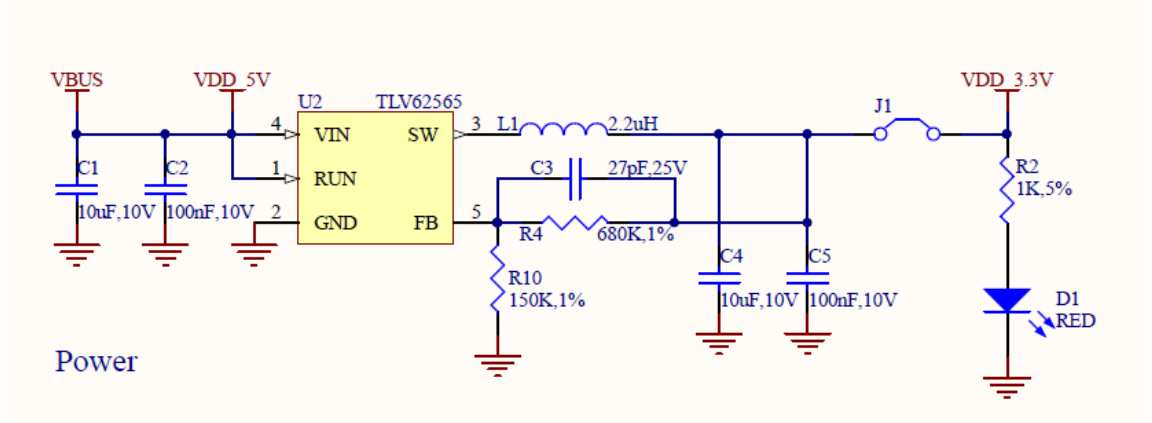 VBUS
VDD_5V
VDD_3.3V
U2
TLV62565
J1
4
VIN
SW
3
L1
2.2uH
C1
C2
1
RUN
C3
27pF,25V
R2
1K,5%
10uF,10V
100nF,10V
2
GND
FB
5
R4
680K,1%
C4
C5
R10
150K,1%
10uF,10V
100nF,10V
D1
RED
Power